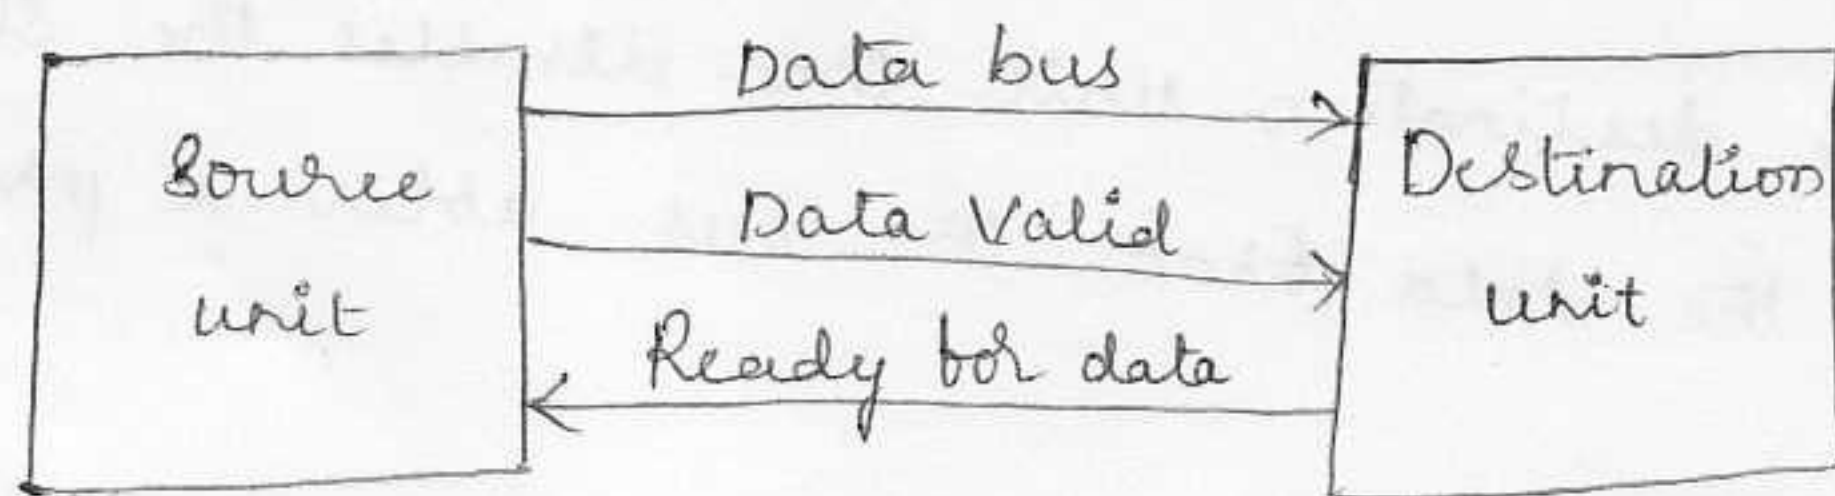 Data bus
Source
unit
Destination
unit
Data Valid
Ready for data